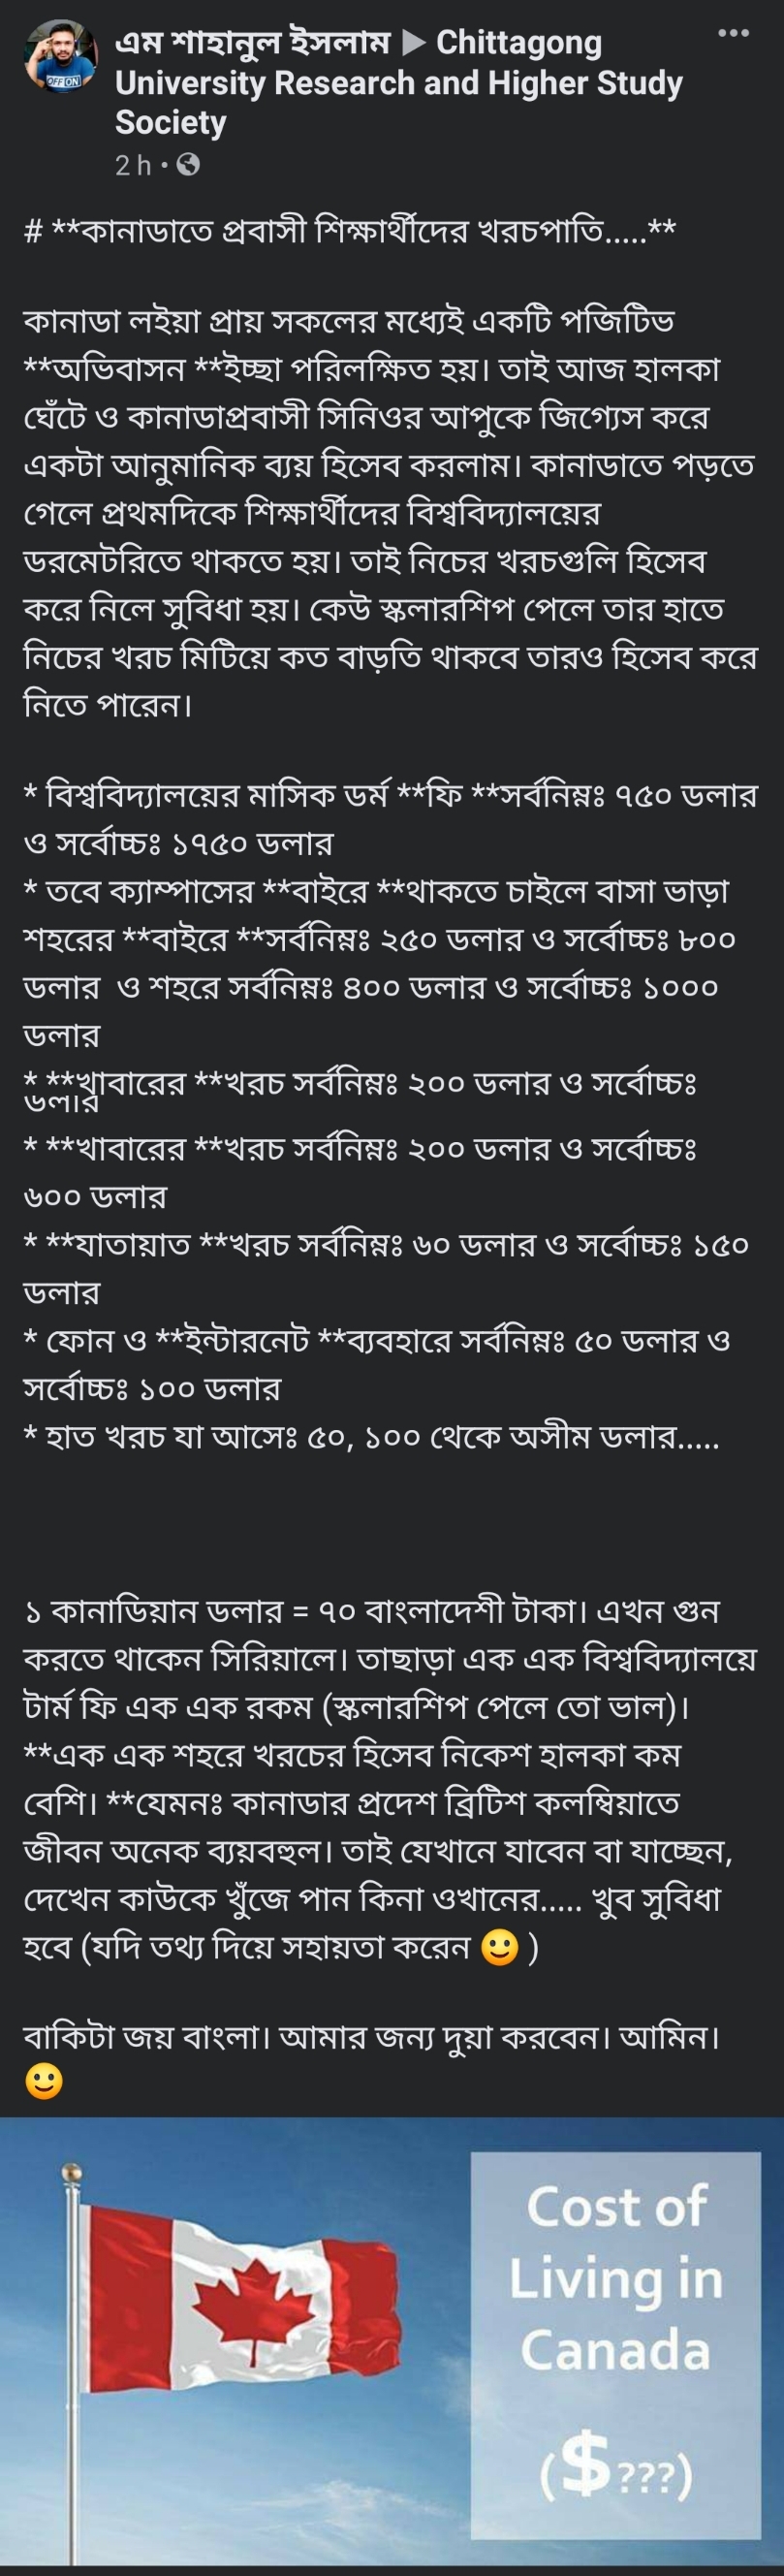 এম শাহানুল ইসলাম ▶ Chittagong
University Research and Higher Study
Society
2 h •
# **কানাডাতে প্রবাসী শিক্ষার্থীদের খরচপাতি.....**
কানাডা লইয়া প্রায় সকলের মধ্যেই একটি পজিটিভ
**অভিবাসন **ইচ্ছা পরিলক্ষিত হয়। তাই আজ হালকা
ঘেঁটে ও কানাডাপ্রবাসী সিনিওর আপুকে জিগ্যেস করে
একটা আনুমানিক ব্যয় হিসেব করলাম। কানাডাতে পড়তে
গেলে প্রথমদিকে শিক্ষার্থীদের বিশ্ববিদ্যালয়ের
ডরমেটরিতে থাকতে হয়। তাই নিচের খরচগুলি হিসেব
করে নিলে সুবিধা হয়। কেউ স্কলারশিপ পেলে তার হাতে
নিচের খরচ মিটিয়ে কত বাড়তি থাকবে তারও হিসেব করে
নিতে পারেন।
* বিশ্ববিদ্যালয়ের মাসিক ডর্ম **ফি **সর্বনিম্নঃ ৭৫০ ডলার
ও সর্বোচ্চঃ ১৭৫০ ডলার
* তবে ক্যাম্পাসের **বাইরে **থাকতে চাইলে বাসা ভাড়া
শহরের **বাইরে **সর্বনিম্নঃ ২৫০ ডলার ও সর্বোচ্চঃ ৮০০
ডলার  ও শহরে সর্বনিম্নঃ ৪০০ ডলার ও সর্বোচ্চঃ ১০০০
ডলার
* **খাবারের **খরচ সর্বনিম্নঃ ২০০ ডলার ও সর্বোচ্চঃ
ডলার
* **খাবারের **খরচ সর্বনিম্নঃ ২০০ ডলার ও সর্বোচ্চঃ
৬০০ ডলার
* **যাতায়াত **খরচ সর্বনিম্নঃ ৬০ ডলার ও সর্বোচ্চঃ ১৫০
ডলার
* ফোন ও **ইন্টারনেট **ব্যবহারে সর্বনিম্নঃ ৫০ ডলার ও
সর্বোচ্চঃ ১০০ ডলার
* হাত খরচ যা আসেঃ ৫০, ১০০ থেকে অসীম ডলার.....
১ কানাডিয়ান ডলার = ৭০ বাংলাদেশী টাকা। এখন গুন
করতে থাকেন সিরিয়ালে। তাছাড়া এক এক বিশ্ববিদ্যালয়ে
টার্ম ফি এক এক রকম (স্কলারশিপ পেলে তো ভাল)।
**এক এক শহরে খরচের হিসেব নিকেশ হালকা কম
বেশি। **যেমনঃ কানাডার প্রদেশ ব্রিটিশ কলম্বিয়াতে
জীবন অনেক ব্যয়বহুল। তাই যেখানে যাবেন বা যাচ্ছেন,
দেখেন কাউকে খুঁজে পান কিনা ওখানের..... খুব সুবিধা
হবে (যদি তথ্য দিয়ে সহায়তা করেন 🙂 )
বাকিটা জয় বাংলা। আমার জন্য দুয়া করবেন। আমিন।
🙂
OFF ON
Cost of
Living in
Canada
($???)